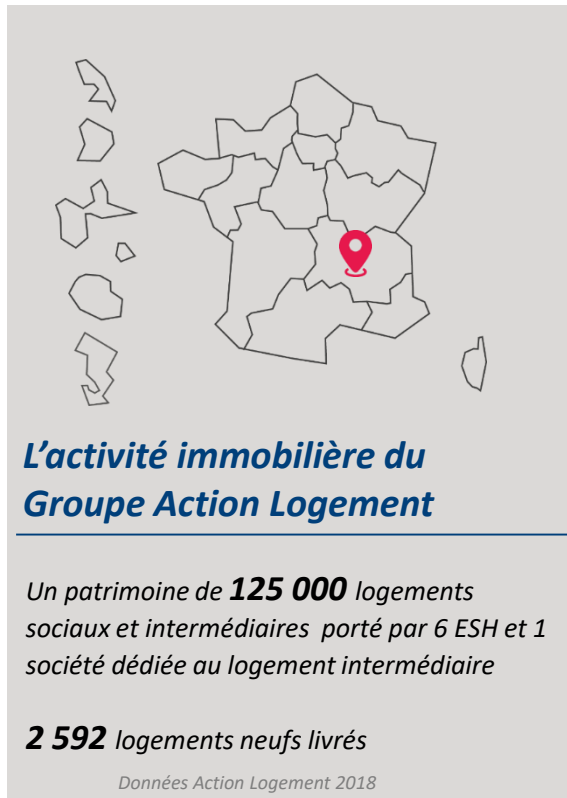 L’activité immobilière du
Groupe Action Logement
Un patrimoine de 125 000 logements
sociaux et intermédiaires porté par 6 ESH et 1
société dédiée au logement intermédiaire
2 592 logements neufs livrés
Données Action Logement 2018